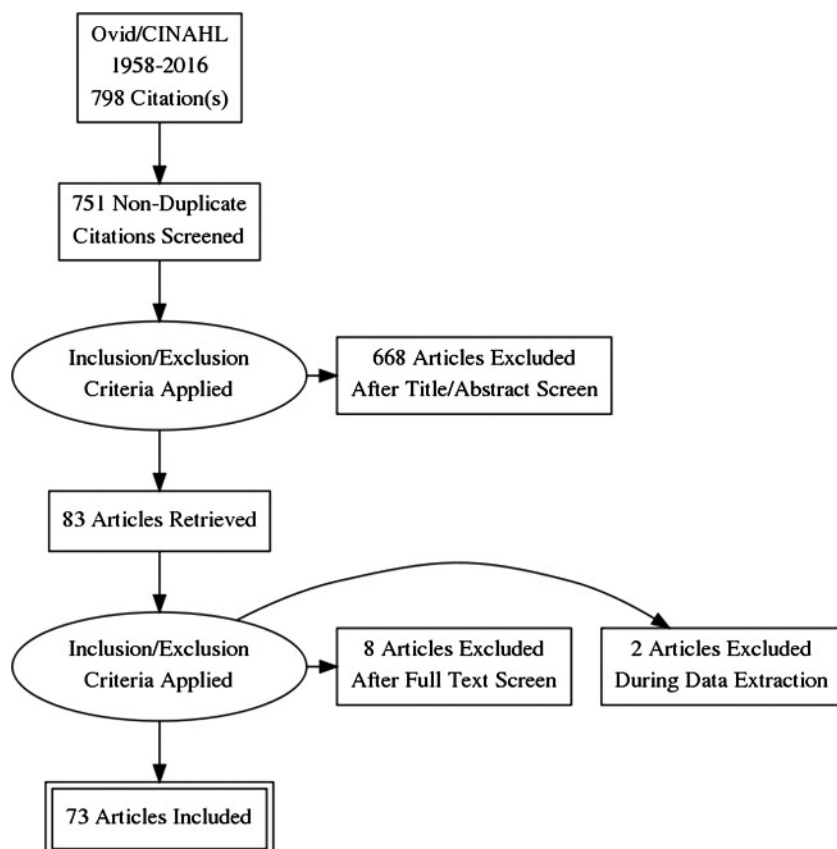 Ovid/CINAHL
1958-2016
798 Citation(s)
751 Non-Duplicate
Citations Screened
Inclusion/Exclusion
Criteria Applied
668 Articles Excluded
After Title/Abstract Screen
83 Articles Retrieved
Inclusion/Exclusion
Criteria Applied
8 Articles Excluded
After Full Text Screen
2 Articles Excluded
During Data Extraction
73 Articles Included